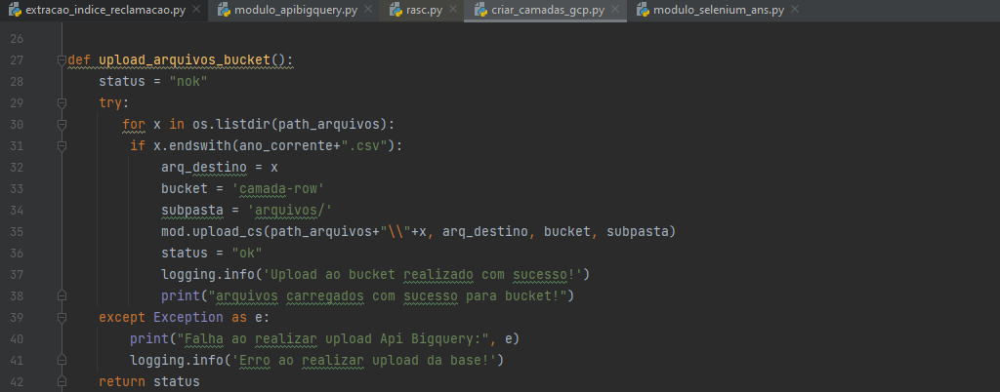 extracao_indice_reclamacao.py × modulo_apibigquery.py × rasc.py × criar_camadas_gcp.py × modulo_selenium_ans.py ×
26
27 def upload_arquivos_bucket():
28     status = "nok"
29     try:
30        for x in os.listdir(path_arquivos):
31         if x.endswith(ano_corrente+".csv"):
32             arq_destino = x
33             bucket = 'camada-row'
34             subpasta = 'arquivos/'
35             mod.upload_cs(path_arquivos+"\\"+x, arq_destino, bucket, subpasta)
36             status = "ok"
37             logging.info('Upload ao bucket realizado com sucesso!')
38             print("arquivos carregados com sucesso para bucket!")
39     except Exception as e:
40         print("Falha ao realizar upload Api Bigquery:", e)
41         logging.info('Erro ao realizar upload da base!')
42     return status